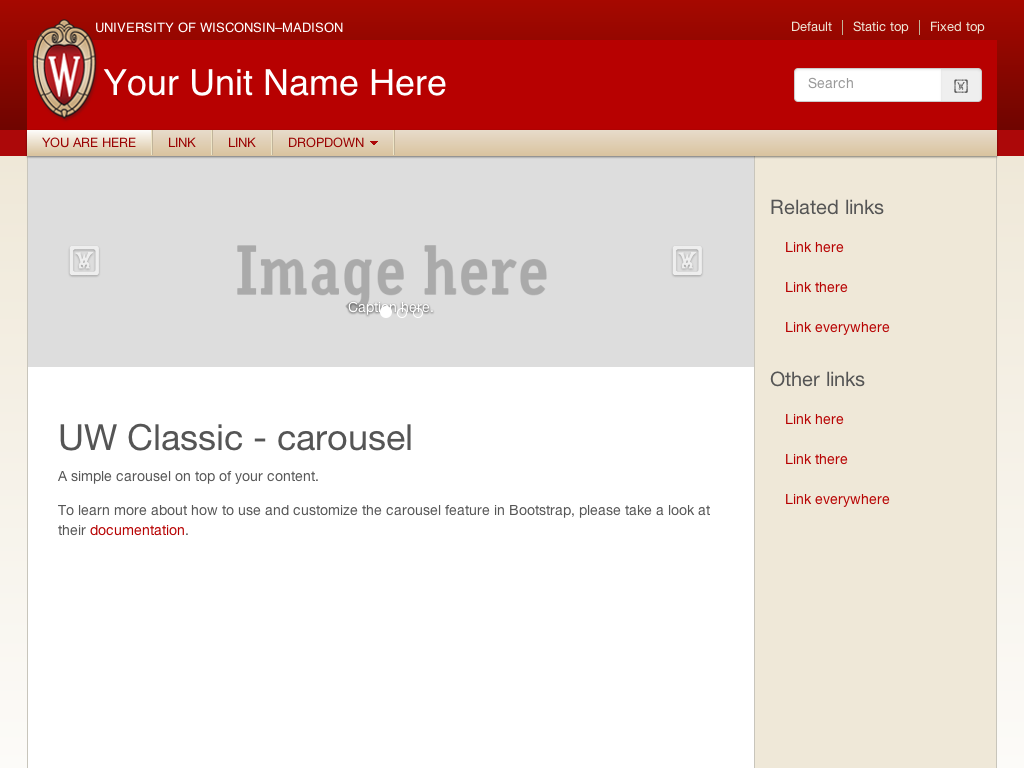 UNIVERSITY OF WISCONSIN–MADISON
Default
Static top
Fixed top
W
Your Unit Name Here
Search
YOU ARE HERE
LINK
LINK
DROPDOWN
Image here
Caption here.
UW Classic - carousel
A simple carousel on top of your content.
To learn more about how to use and customize the carousel feature in Bootstrap, please take a look at
their documentation.
Related links
Link here
Link there
Link everywhere
Other links
Link here
Link there
Link everywhere